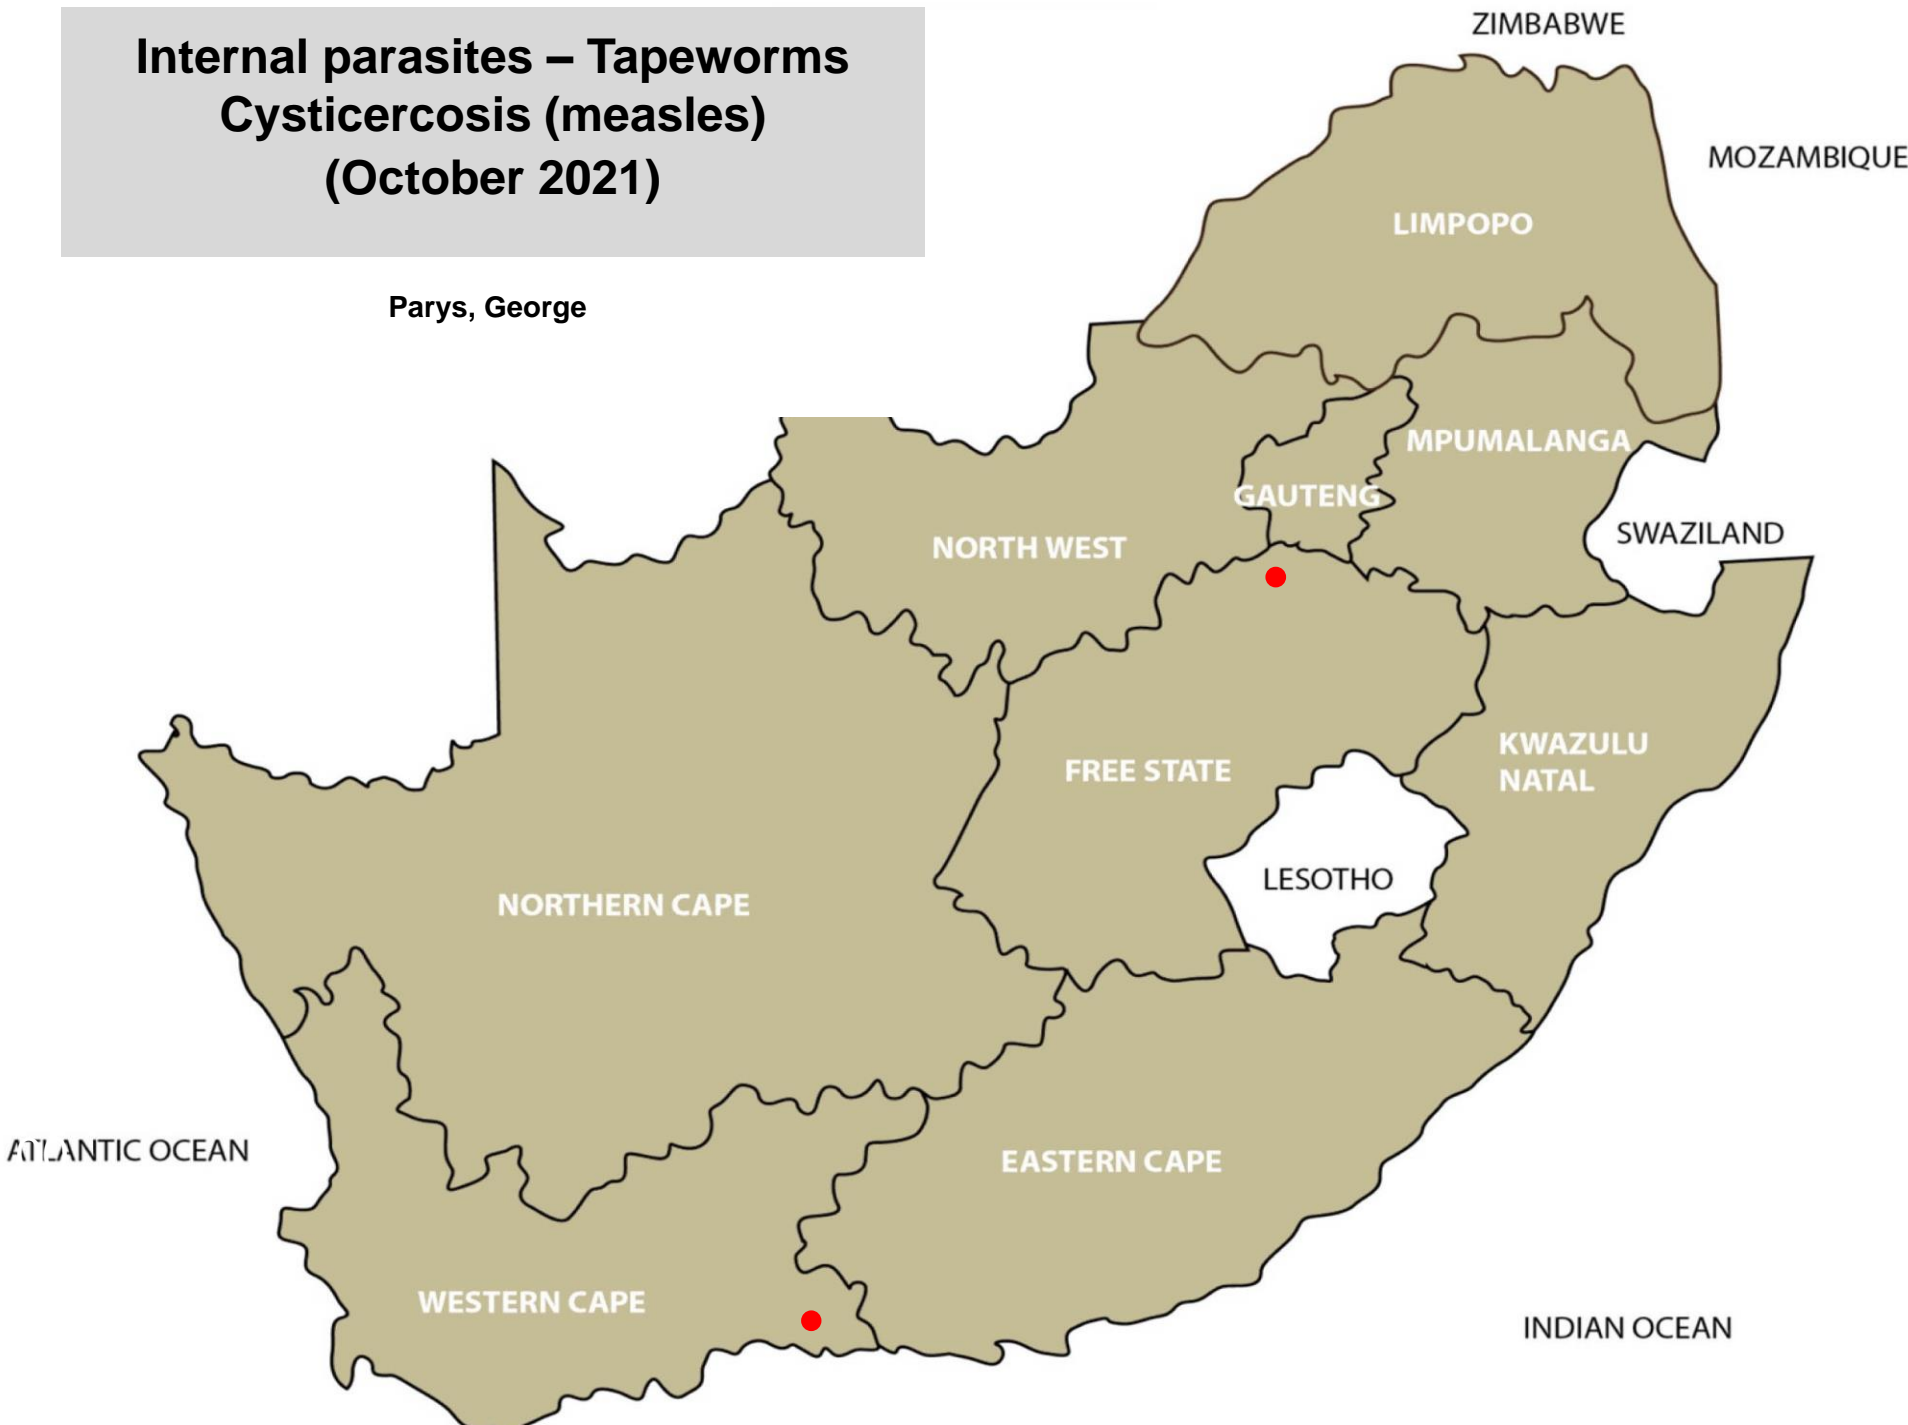 Internal parasites – Tapeworms
Cysticercosis (measles)
(October 2021)
Parys, George
ZIMBABWE
MOZAMBIQUE
LIMPOPO
MPUMALANGA
GAUTENG
SWAZILAND
NORTH WEST
KWAZULU
NATAL
FREE STATE
LESOTHO
NORTHERN CAPE
ATLANTIC OCEAN
EASTERN CAPE
WESTERN CAPE
INDIAN OCEAN